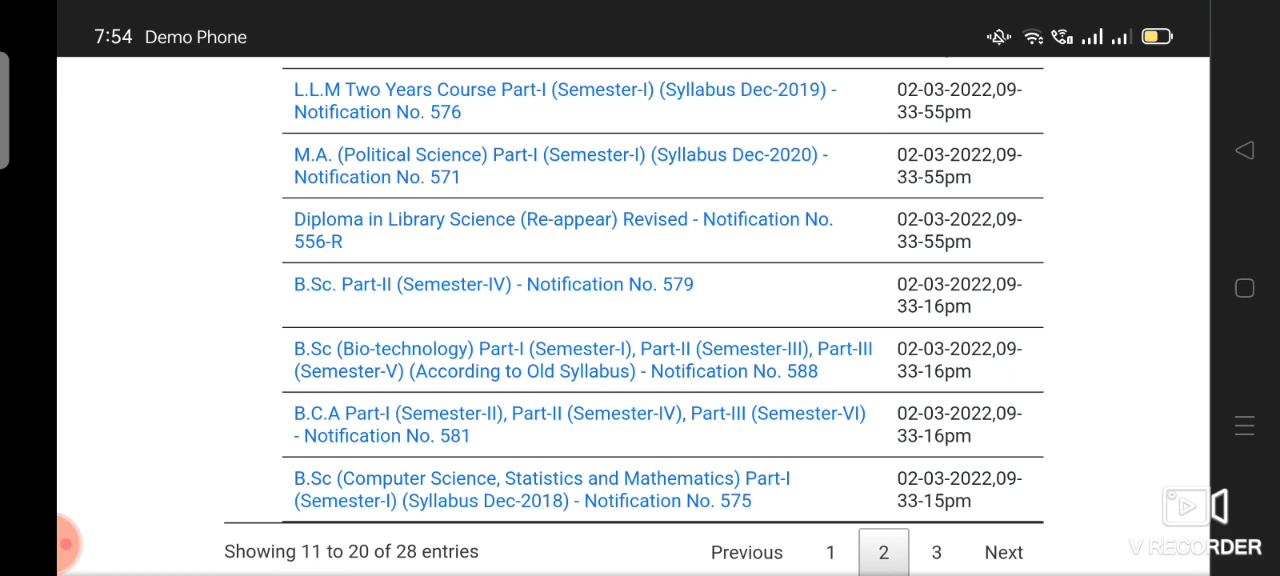 7:54 Demo Phone
L.L.M Two Years Course Part-I (Semester-I) (Syllabus Dec-2019) -
Notification No. 576
02-03-2022,09-
33-55pm
M.A. (Political Science) Part-I (Semester-I) (Syllabus Dec-2020) -
Notification No. 571
02-03-2022,09-
33-55pm
Diploma in Library Science (Re-appear) Revised - Notification No.
556-R
02-03-2022,09-
33-55pm
B.Sc. Part-II (Semester-IV) - Notification No. 579
02-03-2022,09-
33-16pm
B.Sc (Bio-technology) Part-I (Semester-I), Part-II (Semester-III), Part-III
(Semester-V) (According to Old Syllabus) - Notification No. 588
02-03-2022,09-
33-16pm
B.C.A Part-I (Semester-II), Part-II (Semester-IV), Part-III (Semester-VI)
- Notification No. 581
02-03-2022,09-
33-16pm
B.Sc (Computer Science, Statistics and Mathematics) Part-I
(Semester-I) (Syllabus Dec-2018) - Notification No. 575
02-03-2022,09-
33-15pm
Showing 11 to 20 of 28 entries
Previous 1 2 3 Next
V RECORDER